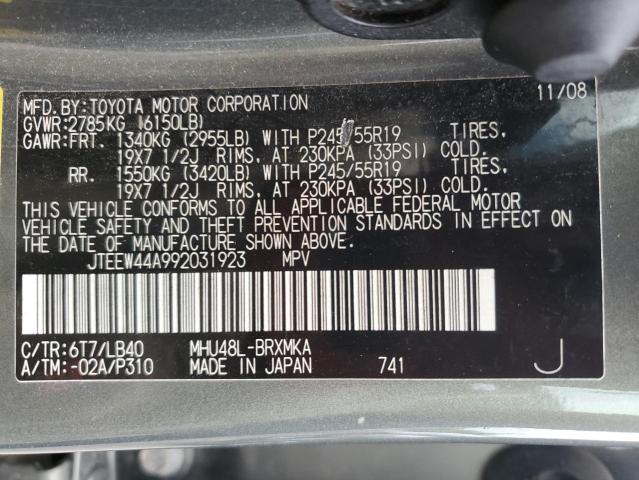 MFD. BY: TOYOTA MOTOR CORPORATION 11/08
GVWR: 2785KG (6150LB)
GAWR: FRT. 1340KG (2955LB) WITH P245/55R19 TIRES,
19X7 1/2J RIMS, AT 230KPA (33PSI) COLD.
RR. 1550KG (3420LB) WITH P245/55R19 TIRES,
19X7 1/2J RIMS, AT 230KPA (33PSI) COLD.
THIS VEHICLE CONFORMS TO ALL APPLICABLE FEDERAL MOTOR
VEHICLE SAFETY AND THEFT PREVENTION STANDARDS IN EFFECT ON
THE DATE OF MANUFACTURE SHOWN ABOVE.
JTEEW44A992031923 MPV
C/TR: 6T7/LB40 MHU48L-BRXMKA
A/TM: -02A/P310 MADE IN JAPAN 741 J